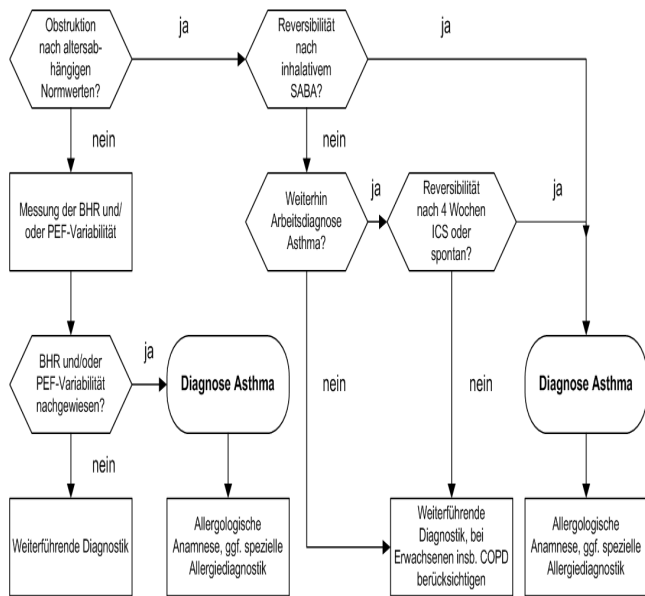 Obstruktion
nach altersab-
hängigen
Normwerten?
ja
Reversibilität
nach
inhalativem
SABA?
ja
nein
nein
Messung der BHR und/
oder PEF-Variabilität
Weiterhin
Arbeitsdiagnose
Asthma?
ja
Reversibilität
nach 4 Wochen
ICS oder
spontan?
ja
BHR und/oder
PEF-Variabilität
nachgewiesen?
ja
Diagnose Asthma
nein
nein
Diagnose Asthma
nein
Weiterführende Diagnostik
Allergologische
Anamnese, ggf. spezielle
Allergiediagnostik
Weiterführende
Diagnostik, bei
Erwachsenen insb. COPD
berücksichtigen
Allergologische
Anamnese, ggf. spezielle
Allergiediagnostik